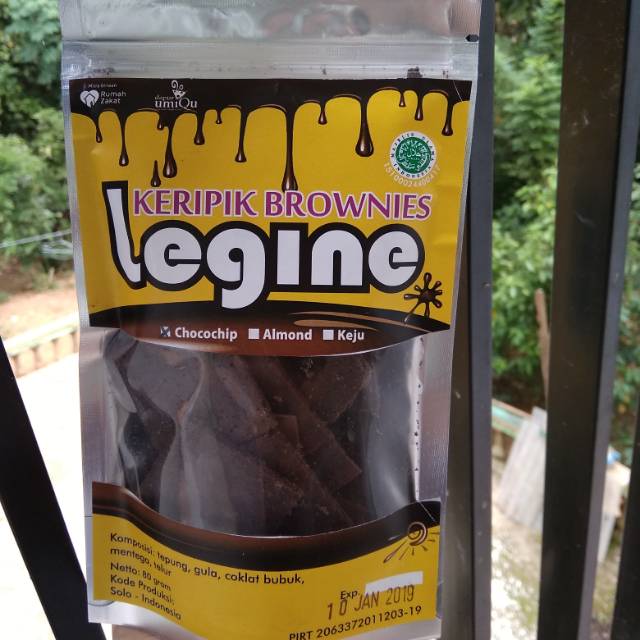 Rumah
Zakat
dapur
umiQu
KERIPIK BROWNIES
Legine
Chocochip Almond Keju
Komposisi: tepung, gula, coklat bubuk,
mentega, telur
Netto: 80 gram
Kode Produksi:
Solo - Indonesia
Exp.
10 JAN 2019
PIRT 2063372011203-19